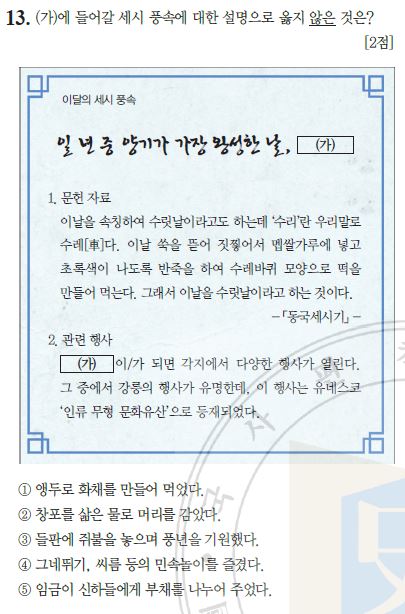 13. (가)에 들어갈 세시 풍속에 대한 설명으로 옳지 않은 것은?
[2점]
이달의 세시 풍속
일 년 중 양기가 가장 왕성한 날, (가)
1. 문헌 자료
이날을 속칭하여 수릿날이라고도 하는데 '수리'란 우리말로
수레[車]다. 이날 쑥을 뜯어 짓찧어서 멥쌀가루에 넣고
초록색이 나도록 반죽을 하여 수레바퀴 모양으로 떡을
만들어 먹는다. 그래서 이날을 수릿날이라고 하는 것이다.
-「동국세시기」-
2. 관련 행사
(가) 이/가 되면 각지에서 다양한 행사가 열린다.
그 중에서 강릉의 행사가 유명한데, 이 행사는 유네스코
'인류 무형 문화유산'으로 등재되었다.
① 앵두로 화채를 만들어 먹었다.
② 창포를 삶은 물로 머리를 감았다.
③ 들판에 쥐불을 놓으며 풍년을 기원했다.
④ 그네뛰기, 씨름 등의 민속놀이를 즐겼다.
⑤ 임금이 신하들에게 부채를 나누어 주었다.